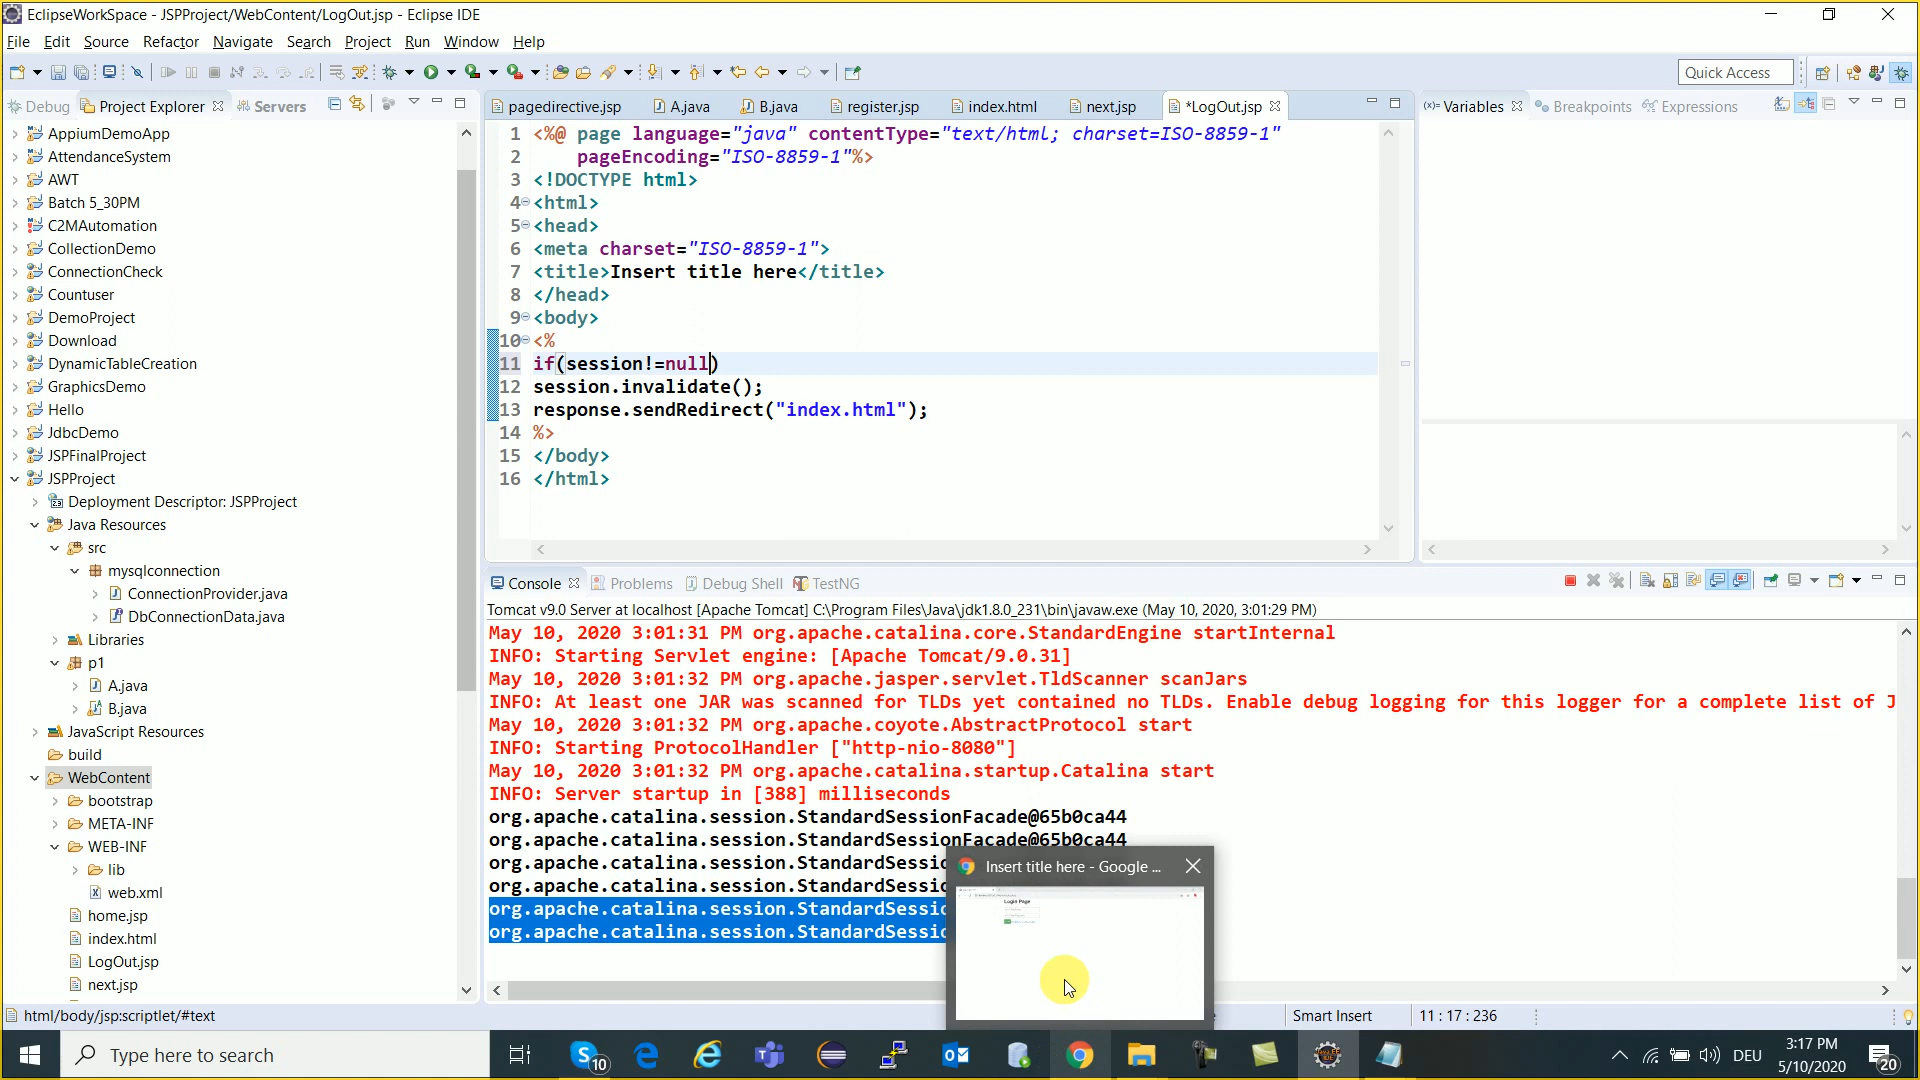 EclipseWorkSpace - JSPProject/WebContent/LogOut.jsp - Eclipse IDE
File Edit Source Refactor Navigate Search Project Run Window Help
Quick Access
Debug Project Explorer Servers
pagedirective.jsp A.java B.java register.jsp index.html next.jsp *LogOut.jsp
(x)= Variables Breakpoints Expressions
AppiumDemoApp
AttendanceSystem
AWT
Batch 5_30PM
C2MAutomation
CollectionDemo
ConnectionCheck
Countuser
DemoProject
Download
DynamicTableCreation
GraphicsDemo
Hello
JdbcDemo
JSPFinalProject
JSPProject
Deployment Descriptor: JSPProject
Java Resources
src
mysqlconnection
ConnectionProvider.java
DbConnectionData.java
Libraries
p1
A.java
B.java
JavaScript Resources
build
WebContent
bootstrap
META-INF
WEB-INF
lib
web.xml
home.jsp
index.html
LogOut.jsp
next.jsp
1 <%@ page language="java" contentType="text/html; charset=ISO-8859-1"
2 pageEncoding="ISO-8859-1"%>
3 <!DOCTYPE html>
4 <html>
5 <head>
6 <meta charset="ISO-8859-1">
7 <title>Insert title here</title>
8 </head>
9 <body>
10 <%
11 if(session!=null)
12 session.invalidate();
13 response.sendRedirect("index.html");
14 %>
15 </body>
16 </html>
Console Problems Debug Shell TestNG
Tomcat v9.0 Server at localhost [Apache Tomcat] C:\Program Files\Java\jdk1.8.0_231\bin\javaw.exe (May 10, 2020, 3:01:29 PM)
May 10, 2020 3:01:31 PM org.apache.catalina.core.StandardEngine startInternal
INFO: Starting Servlet engine: [Apache Tomcat/9.0.31]
May 10, 2020 3:01:32 PM org.apache.jasper.servlet.TldScanner scanJars
INFO: At least one JAR was scanned for TLDs yet contained no TLDs. Enable debug logging for this logger for a complete list of J
May 10, 2020 3:01:32 PM org.apache.coyote.AbstractProtocol start
INFO: Starting ProtocolHandler ["http-nio-8080"]
May 10, 2020 3:01:32 PM org.apache.catalina.startup.Catalina start
INFO: Server startup in [388] milliseconds
org.apache.catalina.session.StandardSessionFacade@65b0ca44
org.apache.catalina.session.StandardSessionFacade@65b0ca44
org.apache.catalina.session.StandardSessio
org.apache.catalina.session.StandardSessio
org.apache.catalina.session.StandardSessio
org.apache.catalina.session.StandardSessio
Insert title here - Google ...
Login Page
html/body/jsp:scriptlet/#text
Smart Insert
11 : 17 : 236
Type here to search
10
DEU
3:17 PM
5/10/2020
20